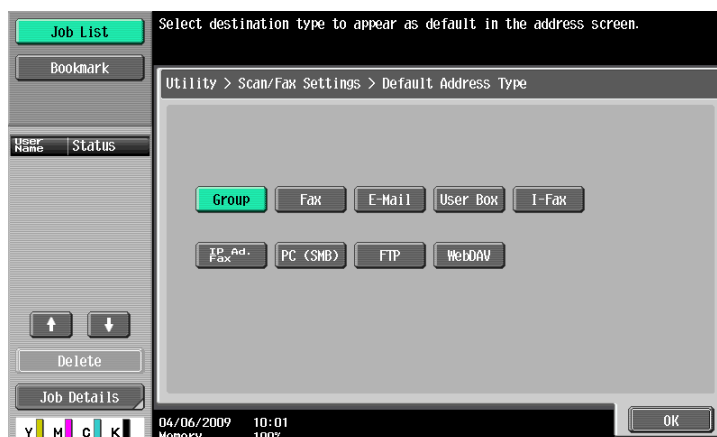 Job List
Select destination type to appear as default in the address screen.
Bookmark
Utility > Scan/Fax Settings > Default Address Type
User Name
Status
Group
Fax
E-Mail
User Box
I-Fax
IP Ad. Fax
PC (SMB)
FTP
WebDAV
Delete
Job Details
OK
Y M C K
04/06/2009 10:01
Memory 100%